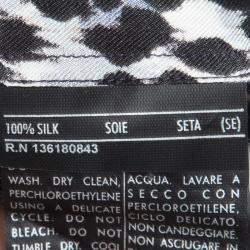 100% SILK SOIE SETA (SE)
R.N 136180843
WASH. DRY CLEAN,
PERCHLOROETHYLENE
USING A DELICATE
CYCLE. DO NOT
BLEACH. DO NOT
TUMBLE DRY. COOL
ACQUA. LAVARE A
SECCO CON
PERCLOROETILENE,
CICLO DELICATO.
NON CANDEGGIARE.
NON ASCIUGARE IN